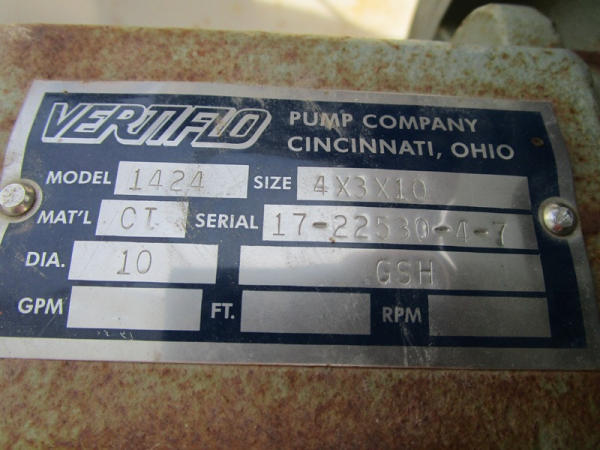 VERTIFLO PUMP COMPANY
CINCINNATI, OHIO
MODEL 1424 SIZE 4X3X10
MAT'L CI SERIAL 17-22530-4-7
DIA. 10 GSH
GPM FT. RPM